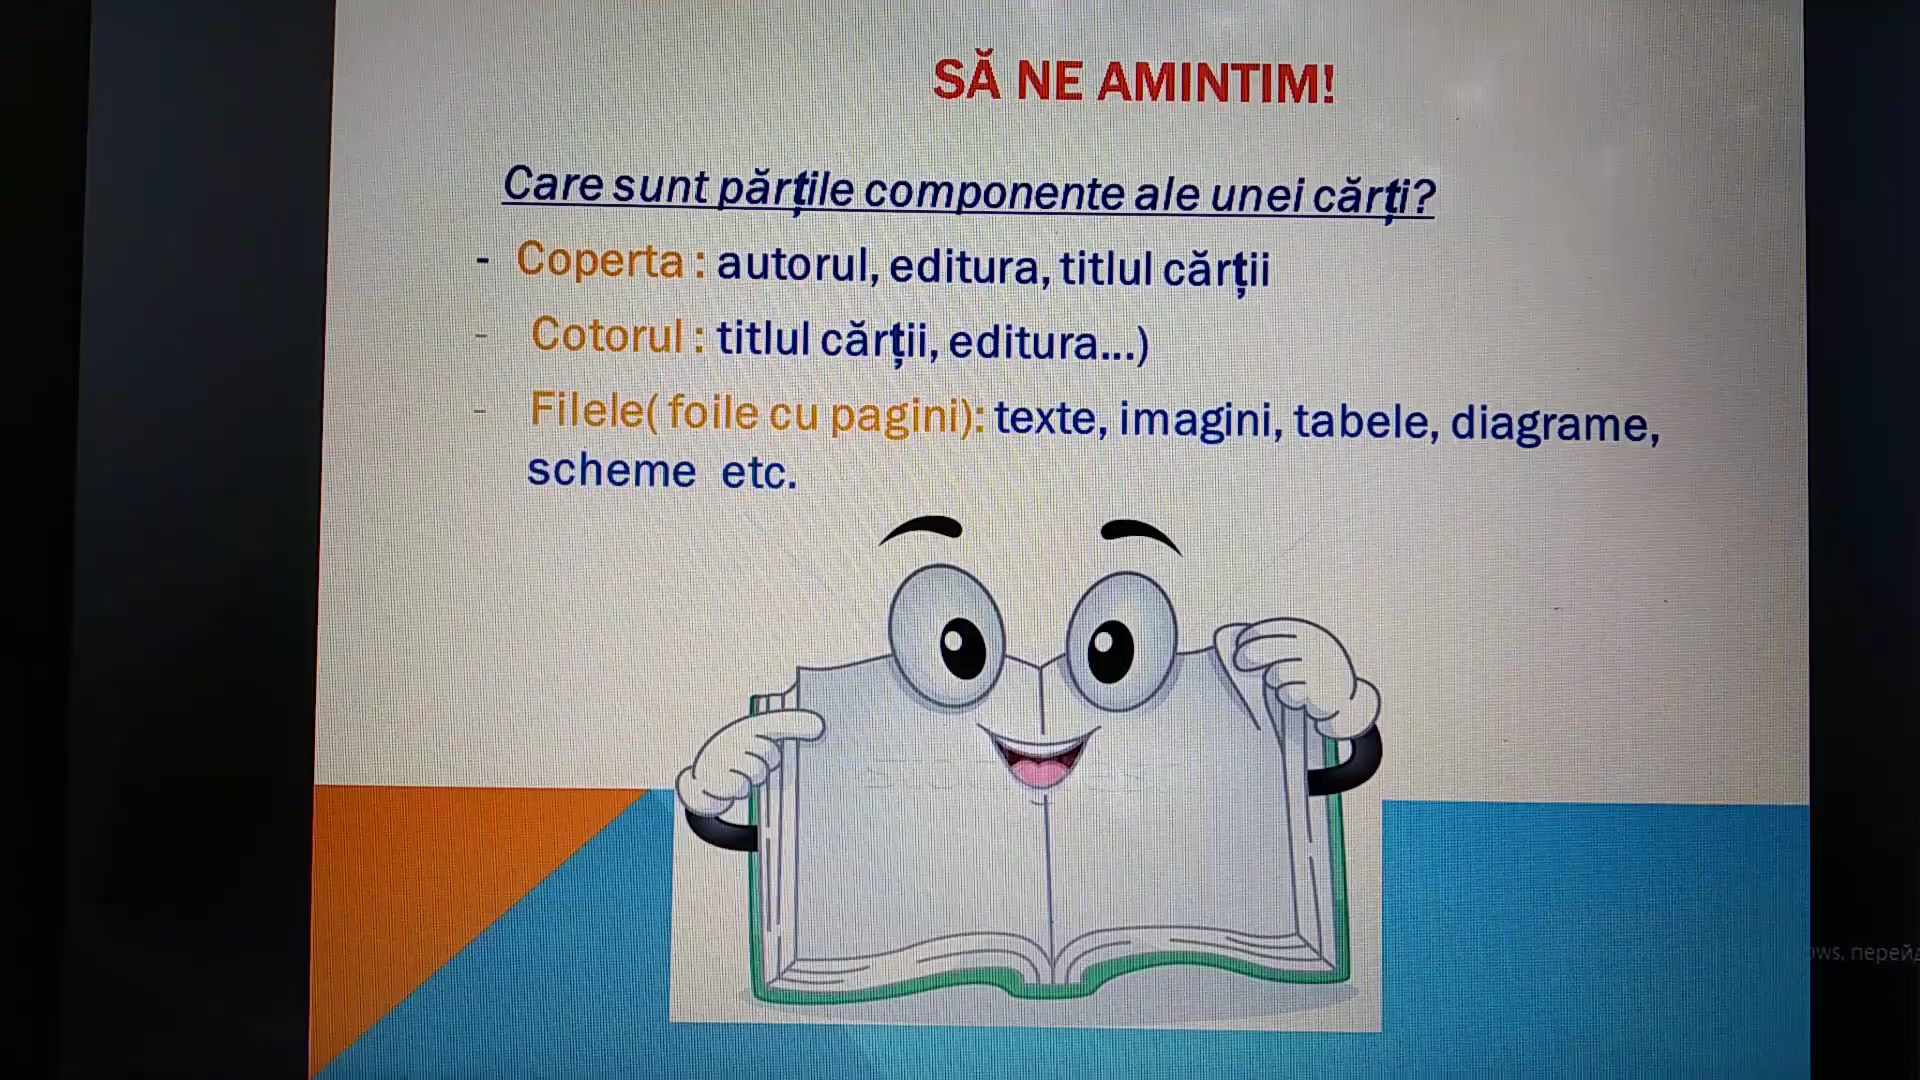 SĂ NE AMINTIM!
Care sunt părțile componente ale unei cărți?
- Coperta : autorul, editura, titlul cărții
- Cotorul : titlul cărții, editura...)
- Filele( foile cu pagini): texte, imagini, tabele, diagrame,
scheme etc.